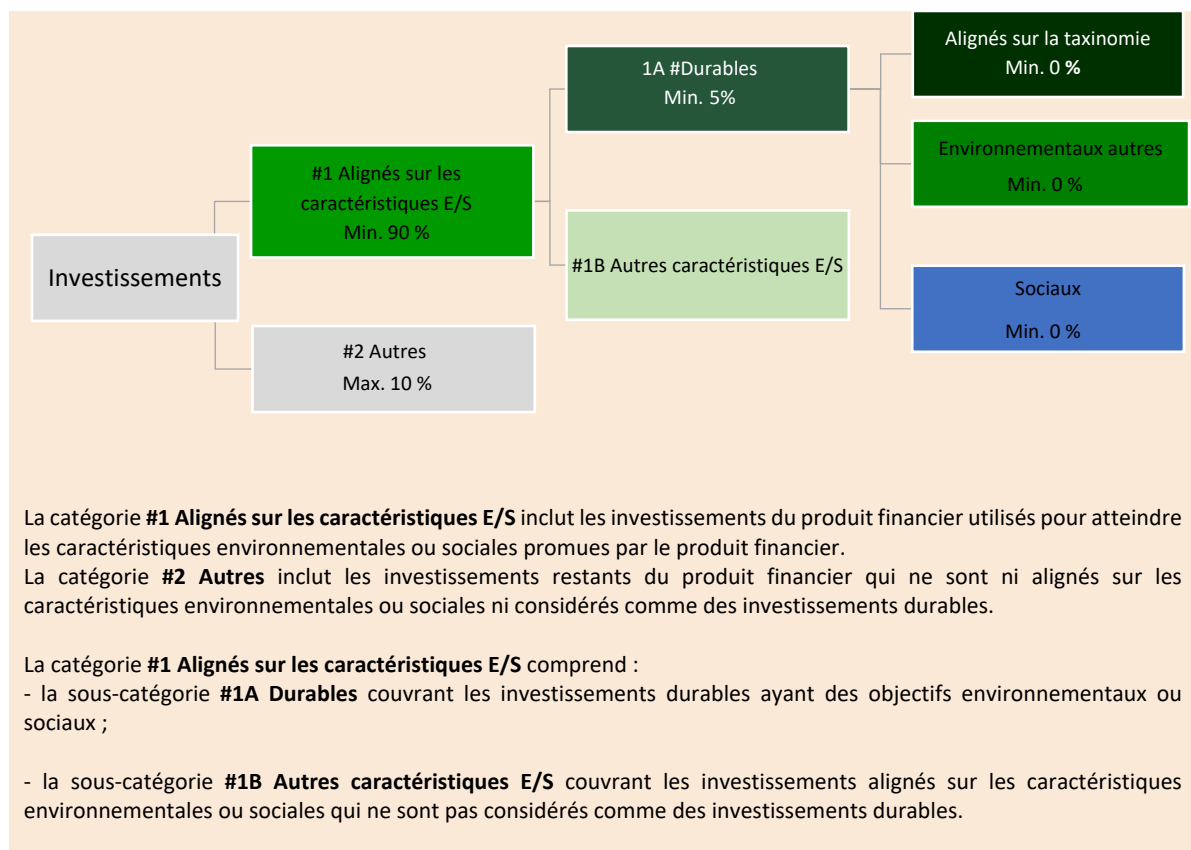 Investissements
#1 Alignés sur les
caractéristiques E/S
Min. 90 %
#2 Autres
Max. 10 %
1A #Durables
Min. 5%
#1B Autres caractéristiques E/S
Alignés sur la taxinomie
Min. 0 %
Environnementaux autres
Min. 0 %
Sociaux
Min. 0 %
La catégorie #1 Alignés sur les caractéristiques E/S inclut les investissements du produit financier utilisés pour atteindre
les caractéristiques environnementales ou sociales promues par le produit financier.
La catégorie #2 Autres inclut les investissements restants du produit financier qui ne sont ni alignés sur les
caractéristiques environnementales ou sociales ni considérés comme des investissements durables.
La catégorie #1 Alignés sur les caractéristiques E/S comprend :
- la sous-catégorie #1A Durables couvrant les investissements durables ayant des objectifs environnementaux ou
sociaux ;
- la sous-catégorie #1B Autres caractéristiques E/S couvrant les investissements alignés sur les caractéristiques
environnementales ou sociales qui ne sont pas considérés comme des investissements durables.